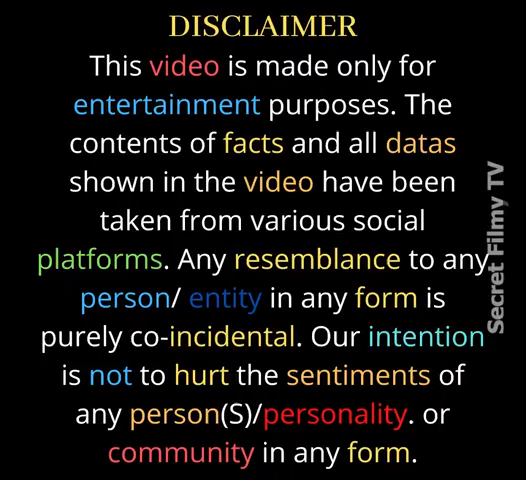 DISCLAIMER
This video is made only for
entertainment purposes. The
contents of facts and all datas
shown in the video have been
taken from various social
platforms. Any resemblance to any
person/ entity in any form is
purely co-incidental. Our intention
is not to hurt the sentiments of
any person(S)/personality. or
community in any form.
Secret Filmy TV